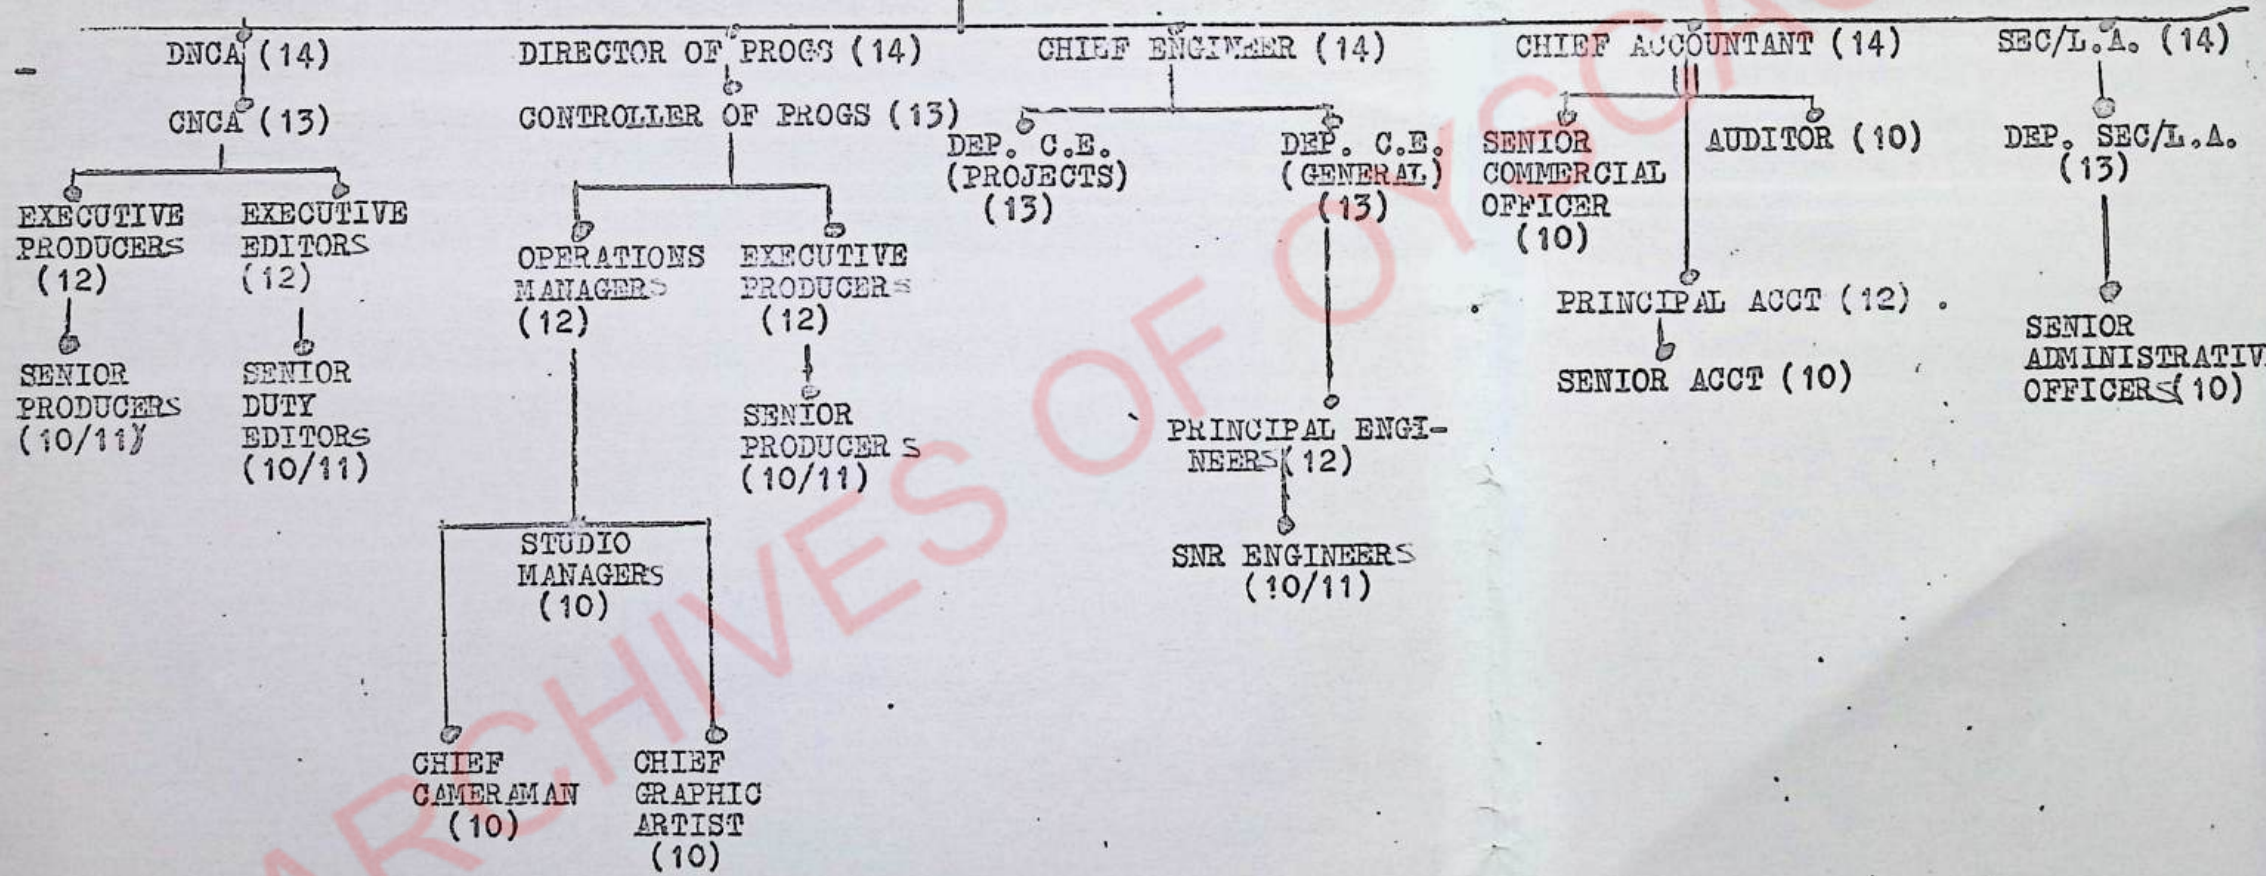 DNCA (14)
CNCA (13)
EXECUTIVE
PRODUCERS
(12)
SENIOR
PRODUCERS
(10/11)
EXECUTIVE
EDITORS
(12)
SENIOR
DUTY
EDITORS
(10/11)
DIRECTOR OF PROGS (14)
CONTROLLER OF PROGS (13)
OPERATIONS
MANAGERS
(12)
STUDIO
MANAGERS
(10)
CHIEF
CAMERAMAN
(10)
CHIEF
GRAPHIC
ARTIST
(10)
EXECUTIVE
PRODUCERS
(12)
SENIOR
PRODUCERS
(10/11)
CHIEF ENGINEER (14)
DEP. C.E.
(PROJECTS)
(13)
DEP. C.E.
(GENERAL)
(13)
PRINCIPAL ENGI-
NEERS(12)
SNR ENGINEERS
(10/11)
CHIEF ACCOUNTANT (14)
SENIOR
COMMERCIAL
OFFICER
(10)
AUDITOR (10)
PRINCIPAL ACCT (12)
SENIOR ACCT (10)
SEC/L.A. (14)
DEP. SEC/L.A.
(13)
SENIOR
ADMINISTRATIV
OFFICERS(10)
ARCHIVES OF OYSCA